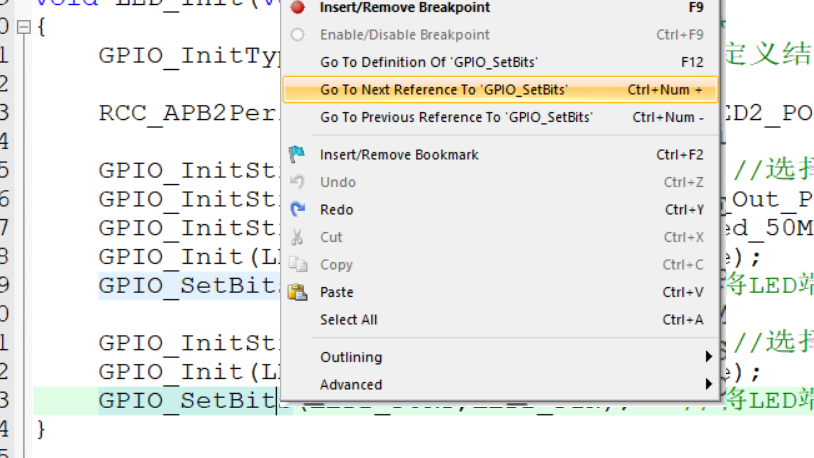 void LED_Init(v
Insert/Remove Breakpoint F9
0 {
Enable/Disable Breakpoint Ctrl+F9
1 GPIO_InitTy 定义结
Go To Definition Of 'GPIO_SetBits' F12
2
Go To Next Reference To 'GPIO_SetBits' Ctrl+Num +
3 RCC_APB2Per ED2_PO
Go To Previous Reference To 'GPIO_SetBits' Ctrl+Num -
4
Insert/Remove Bookmark Ctrl+F2
5 GPIO_InitSt //选择
Undo Ctrl+Z
6 GPIO_InitSt _Out_P
Redo Ctrl+Y
7 GPIO_InitSt ed_50M
Cut Ctrl+X
8 GPIO_Init(L );
Copy Ctrl+C
9 GPIO_SetBit 将LED端
Paste Ctrl+V
0
Select All Ctrl+A
1 GPIO_InitSt //选择
Outlining
2 GPIO_Init(L );
Advanced
3 GPIO_SetBit 将LED端
4 }